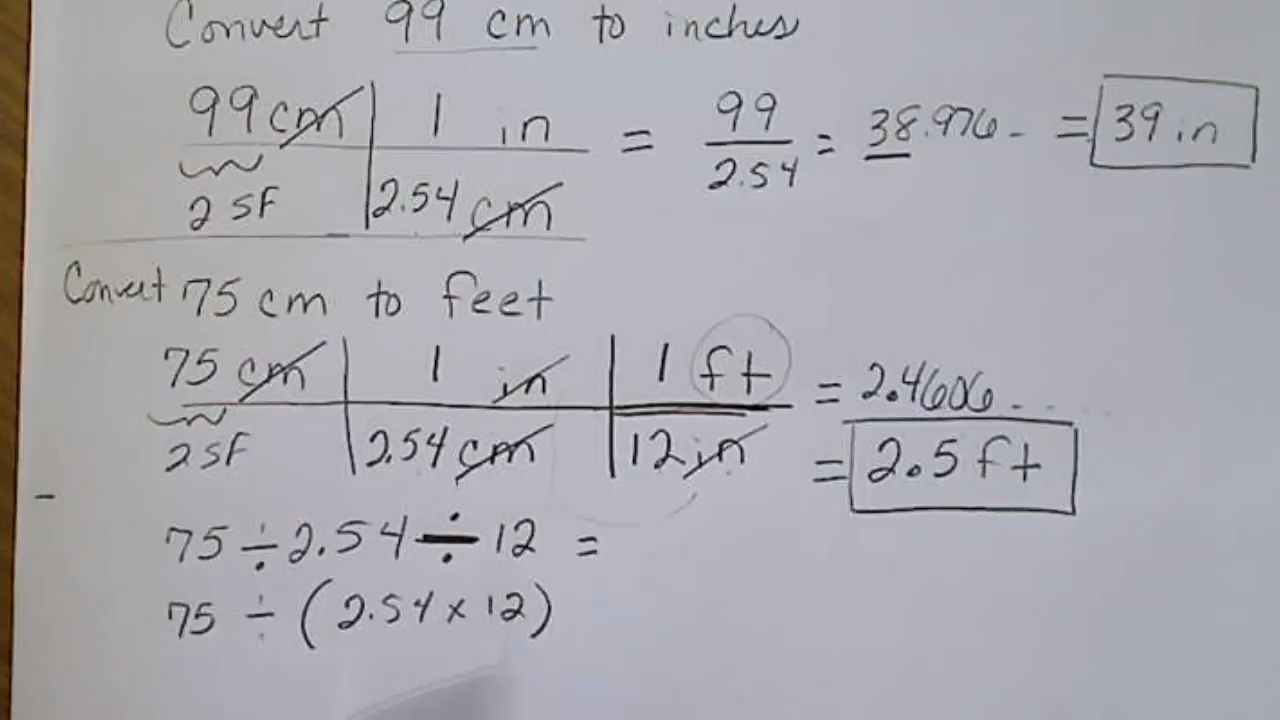 Convert 99 cm to inches
99 cm | 1 in = 99 = 38.976 = 39 in
2 SF 2.54 cm 2.54
Convert 75 cm to feet
75 cm | 1 in | 1 ft = 2.4606...
2 SF 2.54 cm 12 in = 2.5 ft
75 ÷ 2.54 ÷ 12 =
75 ÷ (2.54 × 12)